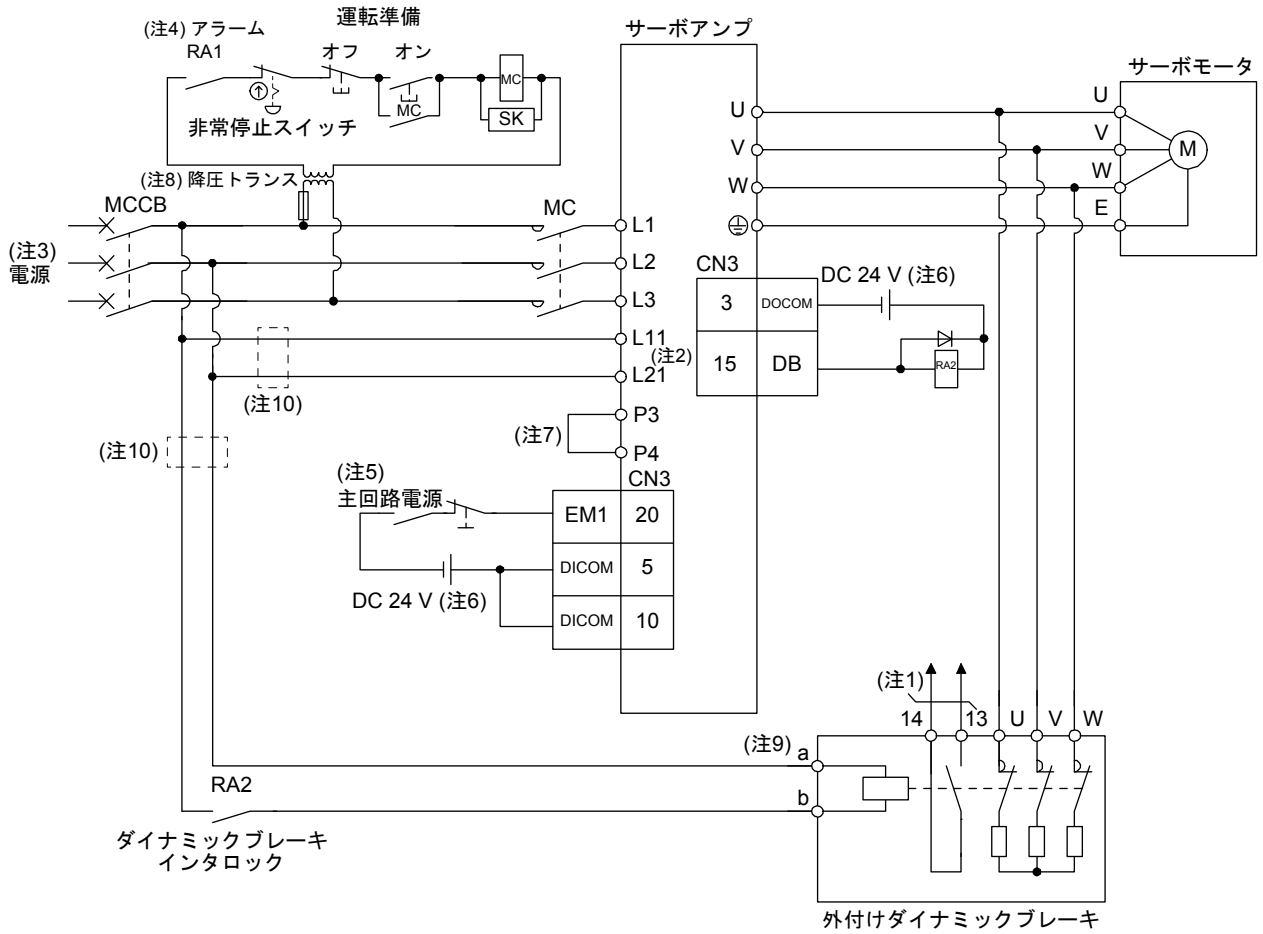 (注4) アラーム
RA1
運転準備
オフ
オン
MC
MC
SK
非常停止スイッチ
(注8) 降圧トランス
MCCB
MC
(注3)
電源
サーボアンプ
L1
L2
L3
L11
L21
(注2)
(注10)
(注10)
P3
P4
(注7)
U
V
W
サーボモータ
U
V
W
E
M
CN3
3
DOCOM
15
DB
DC 24 V (注6)
RA2
CN3
(注5)
主回路電源
EM1
20
DICOM
5
DICOM
10
DC 24 V (注6)
(注1)
14
13
U
V
W
(注9)
a
b
RA2
ダイナミックブレーキ
インタロック
外付けダイナミックブレーキ